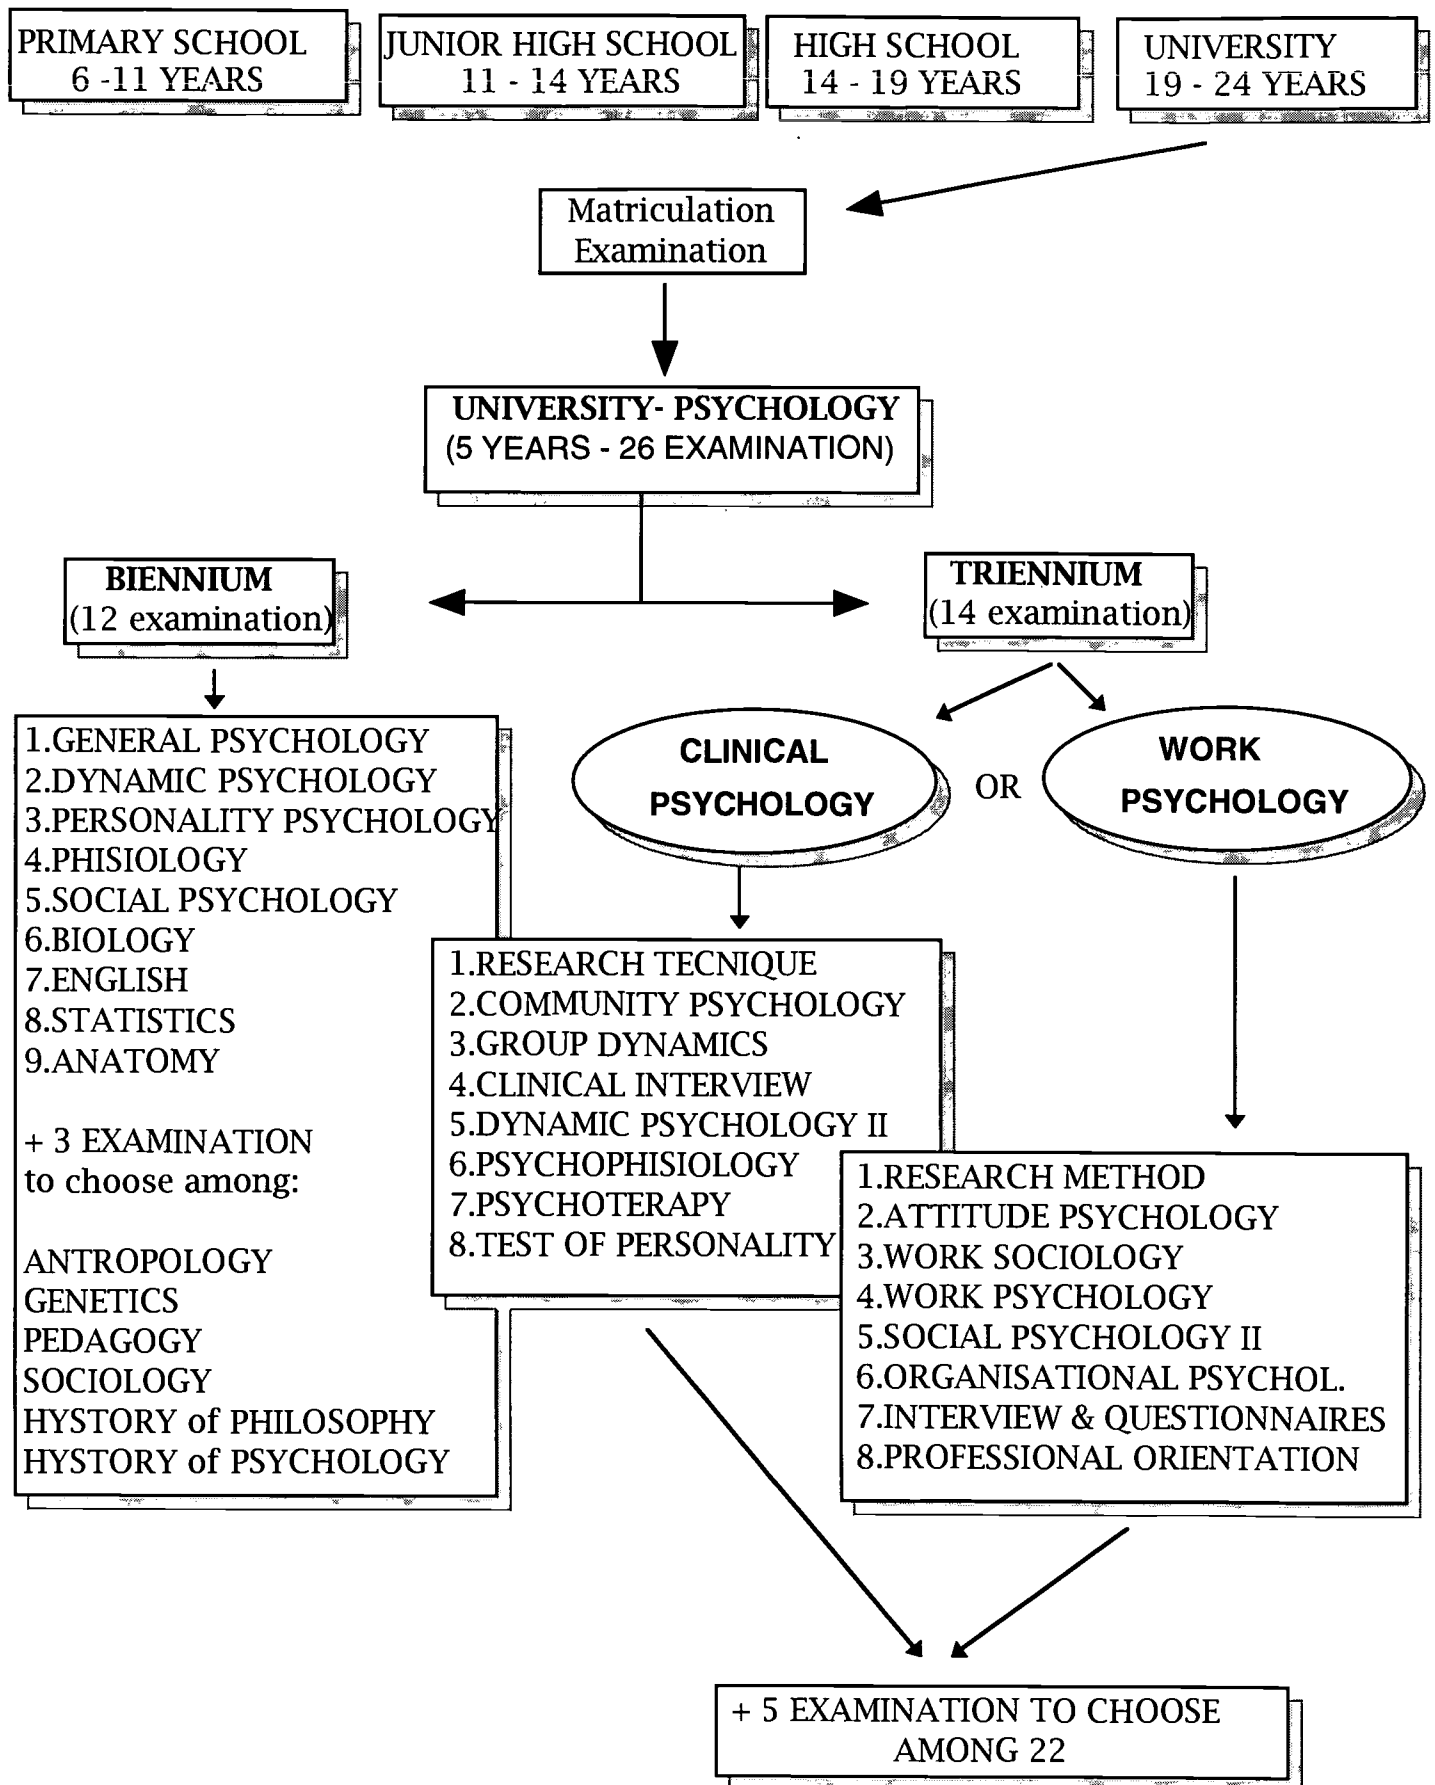 PRIMARY SCHOOL
6 -11 YEARS
JUNIOR HIGH SCHOOL
11 - 14 YEARS
HIGH SCHOOL
14 - 19 YEARS
UNIVERSITY
19 - 24 YEARS
Matriculation
Examination
UNIVERSITY- PSYCHOLOGY
(5 YEARS - 26 EXAMINATION)
BIENNIUM
(12 examination)
TRIENNIUM
(14 examination)
1.GENERAL PSYCHOLOGY
2.DYNAMIC PSYCHOLOGY
3.PERSONALITY PSYCHOLOGY
4.PHISIOLOGY
5.SOCIAL PSYCHOLOGY
6.BIOLOGY
7.ENGLISH
8.STATISTICS
9.ANATOMY
+ 3 EXAMINATION
to choose among:
ANTROPOLOGY
GENETICS
PEDAGOGY
SOCIOLOGY
HYSTORY of PHILOSOPHY
HYSTORY of PSYCHOLOGY
CLINICAL
PSYCHOLOGY
OR
WORK
PSYCHOLOGY
1.RESEARCH TECNIQUE
2.COMMUNITY PSYCHOLOGY
3.GROUP DYNAMICS
4.CLINICAL INTERVIEW
5.DYNAMIC PSYCHOLOGY II
6.PSYCHOPHISIOLOGY
7.PSYCHOTERAPY
8.TEST OF PERSONALITY
1.RESEARCH METHOD
2.ATTITUDE PSYCHOLOGY
3.WORK SOCIOLOGY
4.WORK PSYCHOLOGY
5.SOCIAL PSYCHOLOGY II
6.ORGANISATIONAL PSYCHOL.
7.INTERVIEW & QUESTIONNAIRES
8.PROFESSIONAL ORIENTATION
+ 5 EXAMINATION TO CHOOSE
AMONG 22